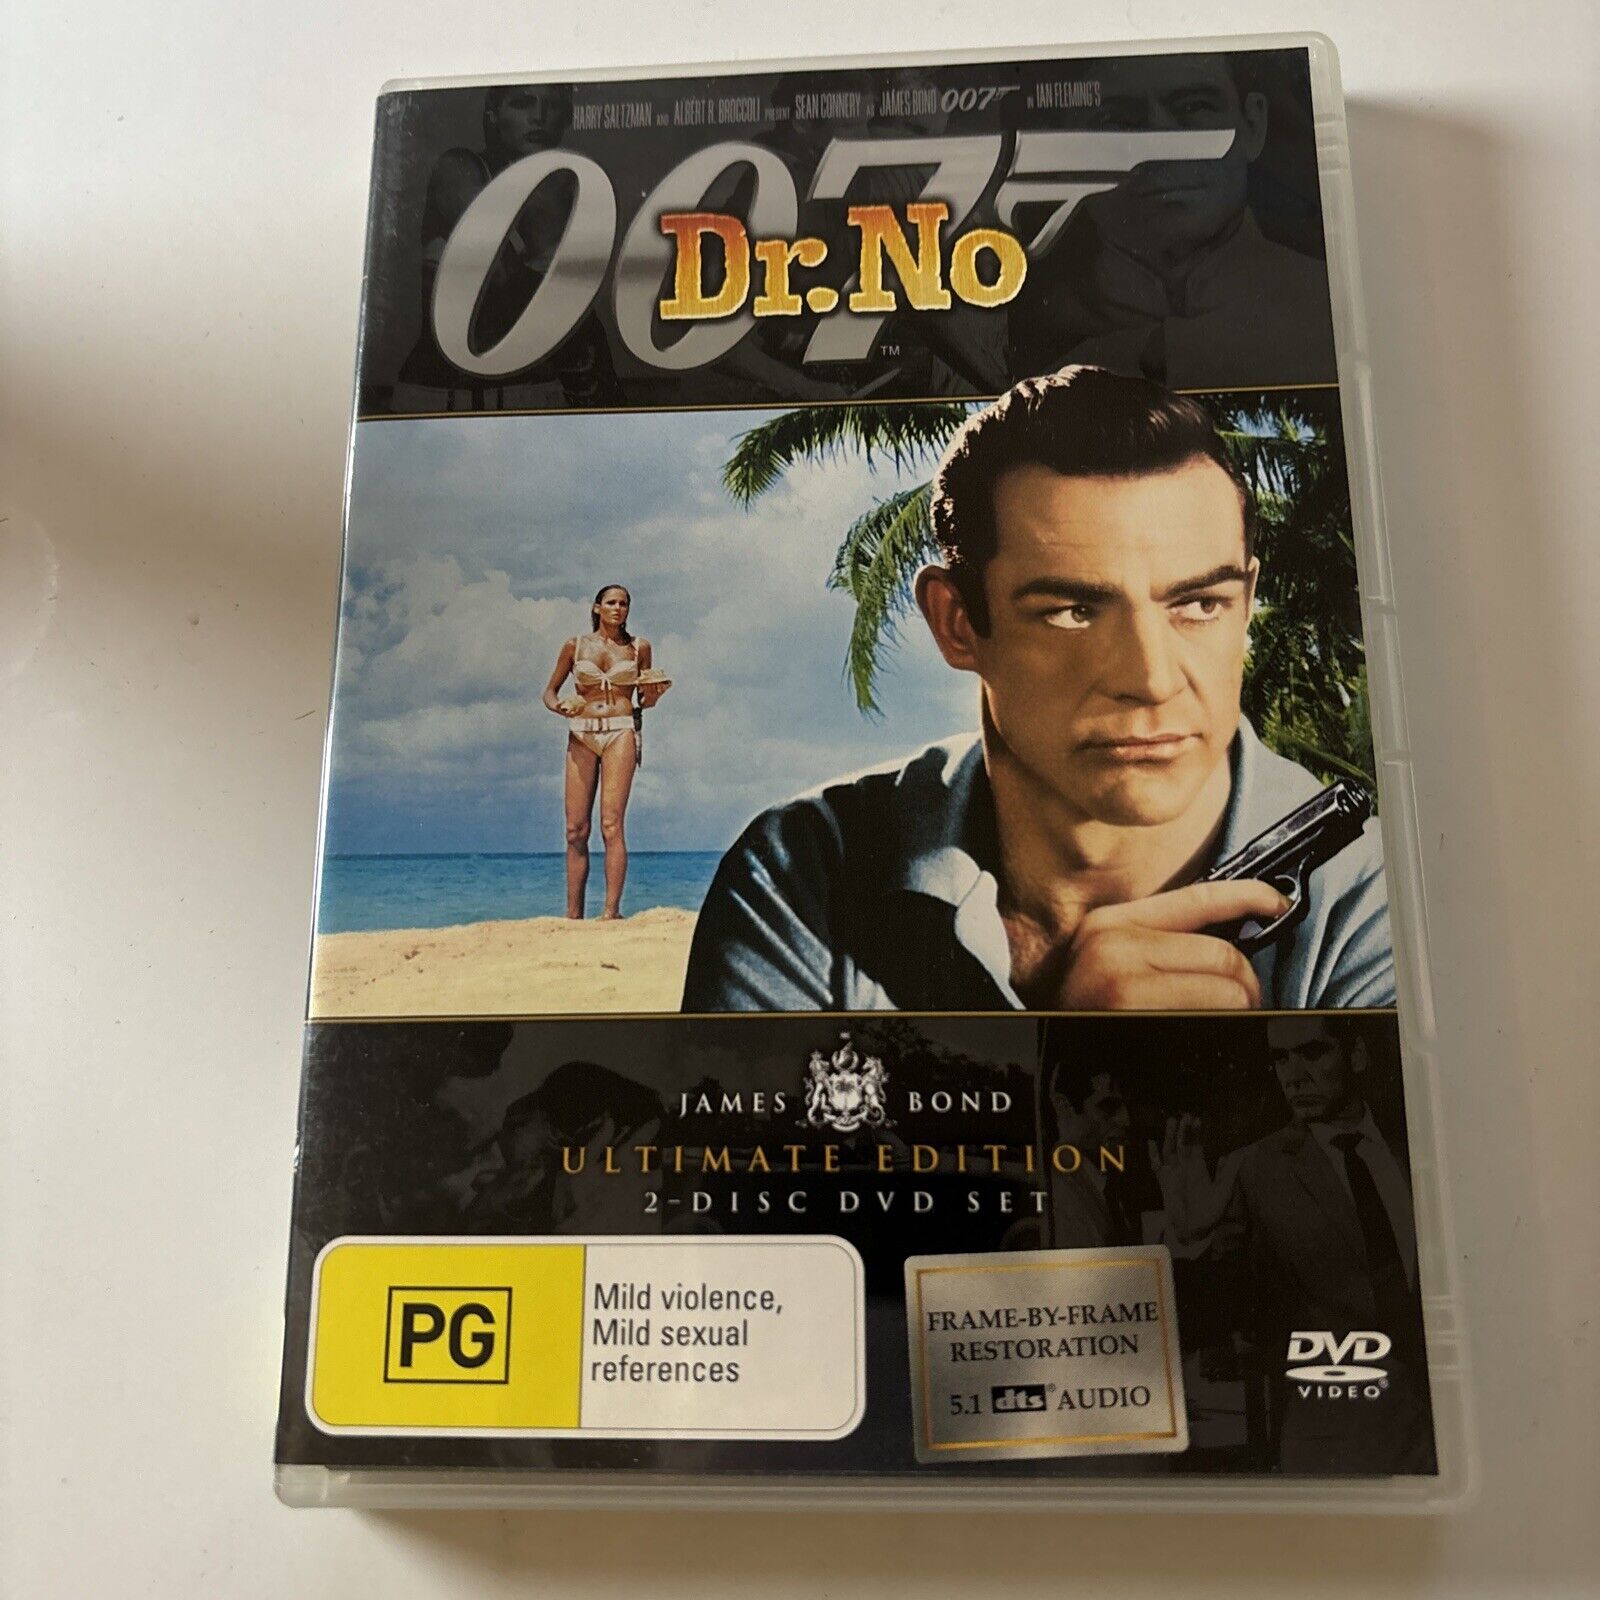 HARRY SALTZMAN AND ALBERT R. BROCCOLI PRESENT SEAN CONNERY AS JAMES BOND 007 IN IAN FLEMING'S
007
Dr.No
TM
JAMES BOND
ULTIMATE EDITION
2-DISC DVD SET
PG
Mild violence,
Mild sexual
references
FRAME-BY-FRAME
RESTORATION
5.1 dts® AUDIO
DVD
VIDEO®